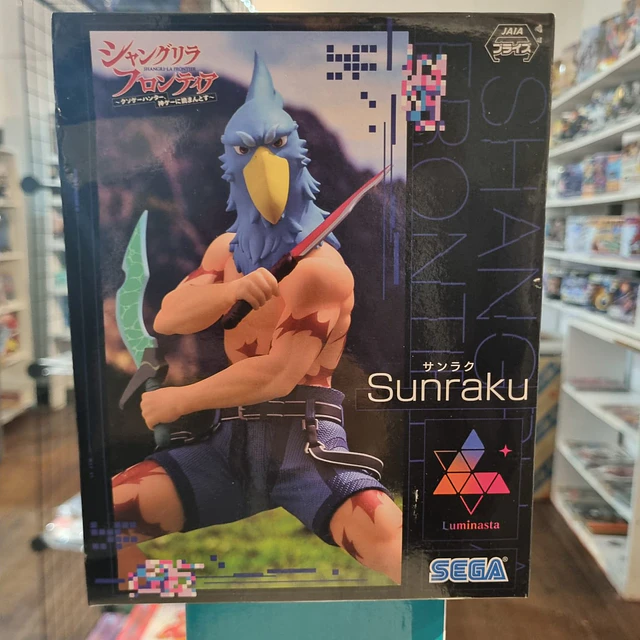 シャングリラ
SHANGRI-LA FRONTIER
フロンティア
～クソゲーハンター、
神ゲーに挑まんとす～
JAIA
プライズ
SHANGRI-LA
FRONTIER
サンラク
Sunraku
Luminasta
SEGA